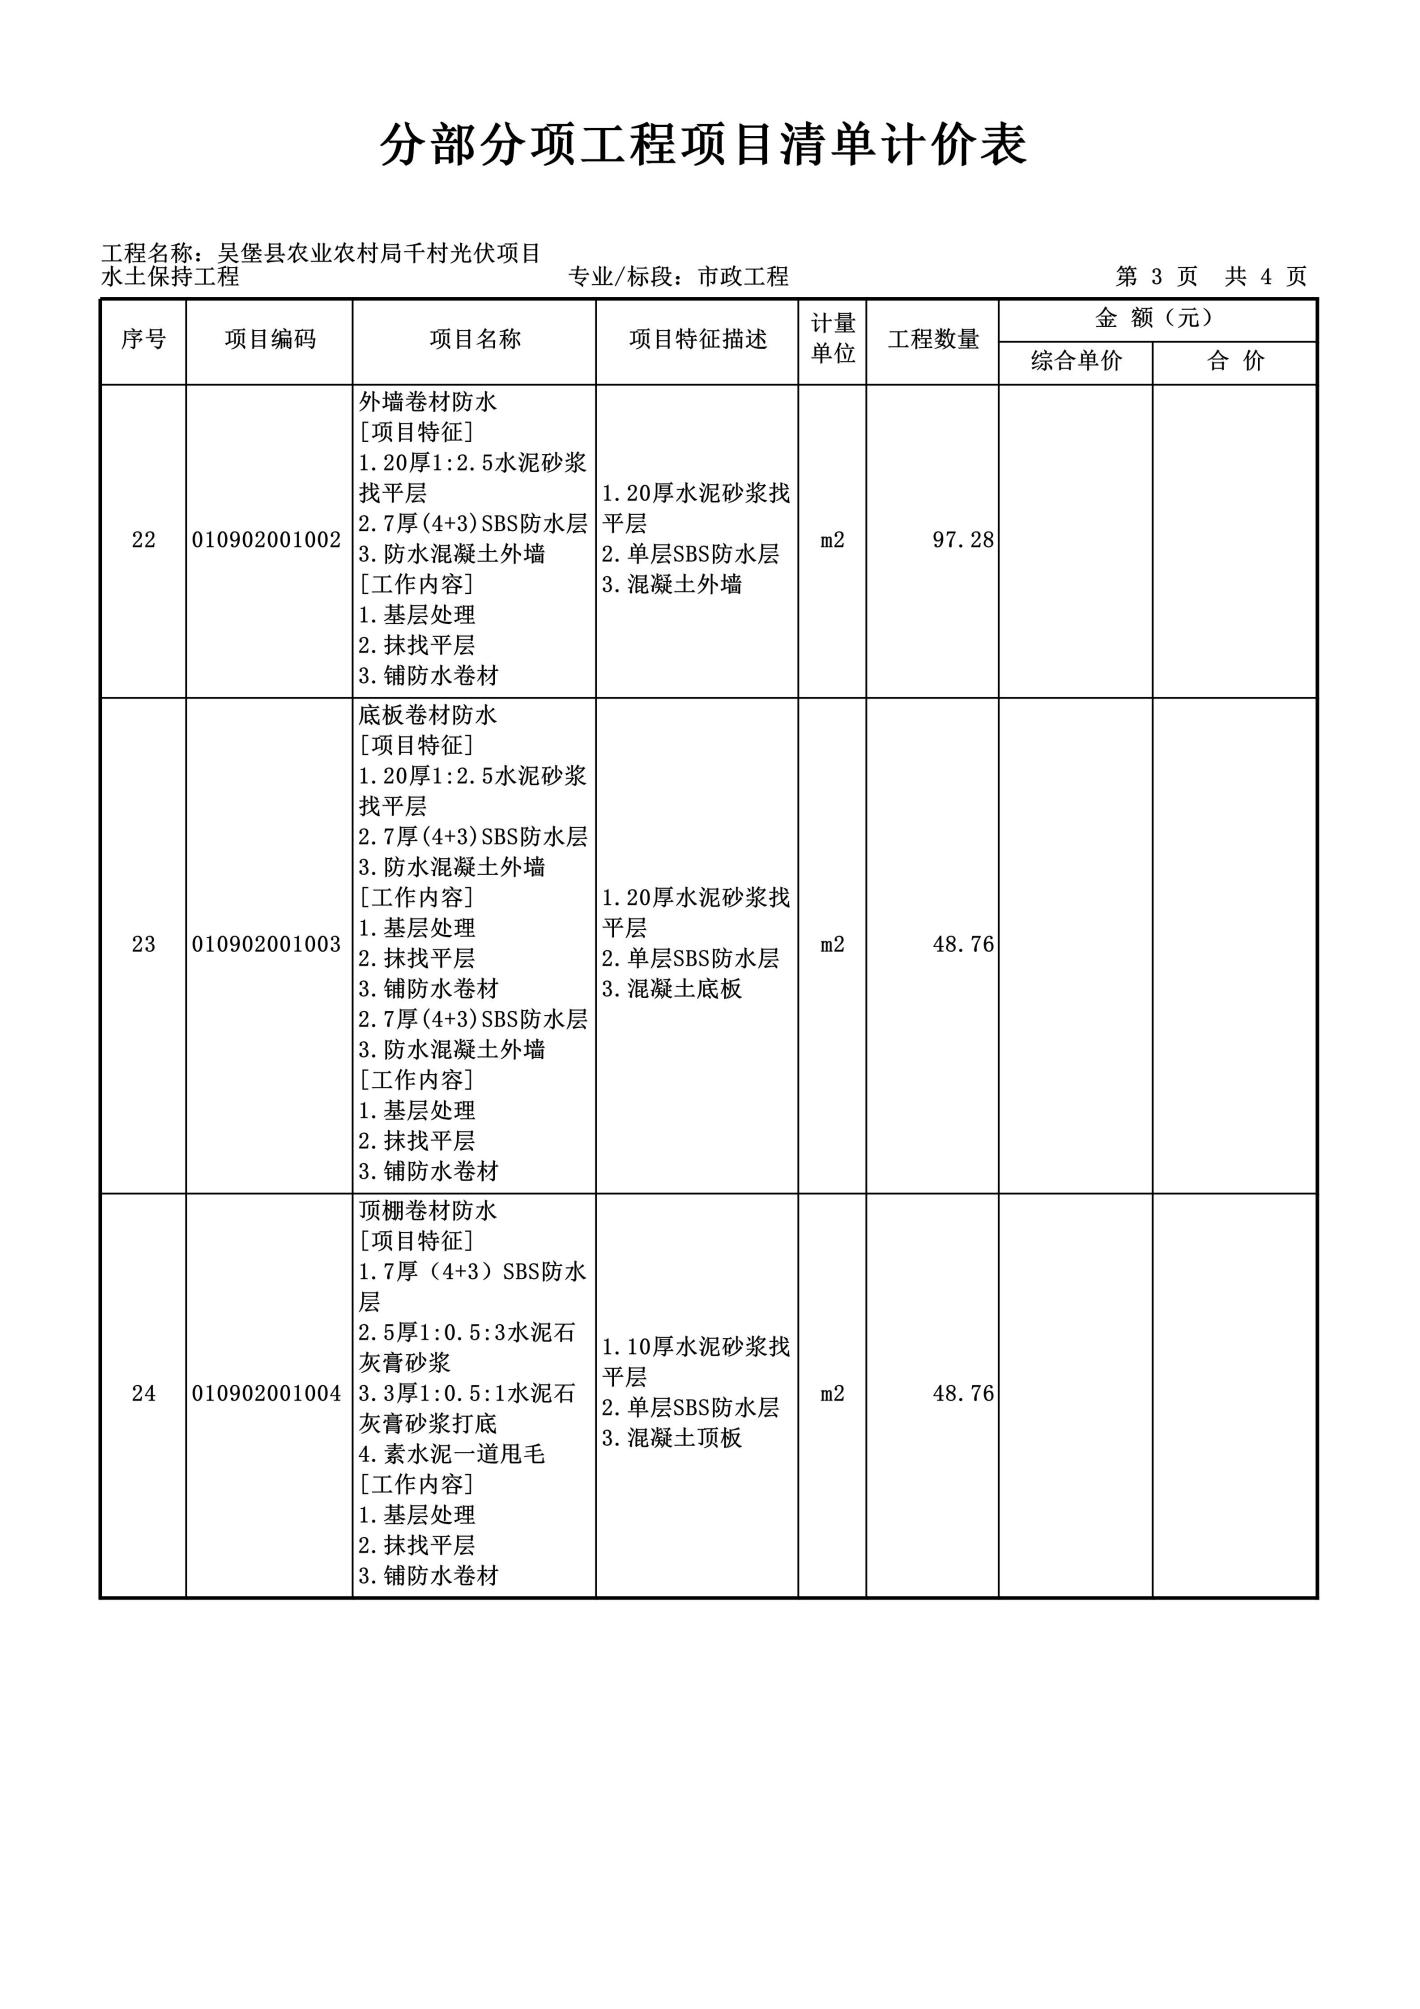 分部分项工程项目清单计价表
工程名称：吴堡县农业农村局千村光伏项目
水土保持工程 专业/标段：市政工程 第 3 页 共 4 页
序号 项目编码 项目名称 项目特征描述 计量单位 工程数量 金 额（元）
综合单价 合 价
22 010902001002
外墙卷材防水
[项目特征]
1.20厚1:2.5水泥砂浆
找平层
2.7厚(4+3)SBS防水层
3.防水混凝土外墙
[工作内容]
1.基层处理
2.抹找平层
3.铺防水卷材
1.20厚水泥砂浆找
平层
2.单层SBS防水层
3.混凝土外墙
m2 97.28
23 010902001003
底板卷材防水
[项目特征]
1.20厚1:2.5水泥砂浆
找平层
2.7厚(4+3)SBS防水层
3.防水混凝土外墙
[工作内容]
1.基层处理
2.抹找平层
3.铺防水卷材
2.7厚(4+3)SBS防水层
3.防水混凝土外墙
[工作内容]
1.基层处理
2.抹找平层
3.铺防水卷材
1.20厚水泥砂浆找
平层
2.单层SBS防水层
3.混凝土底板
m2 48.76
24 010902001004
顶棚卷材防水
[项目特征]
1.7厚（4+3）SBS防水
层
2.5厚1:0.5:3水泥石
灰膏砂浆
3.3厚1:0.5:1水泥石
灰膏砂浆打底
4.素水泥一道甩毛
[工作内容]
1.基层处理
2.抹找平层
3.铺防水卷材
1.10厚水泥砂浆找
平层
2.单层SBS防水层
3.混凝土顶板
m2 48.76